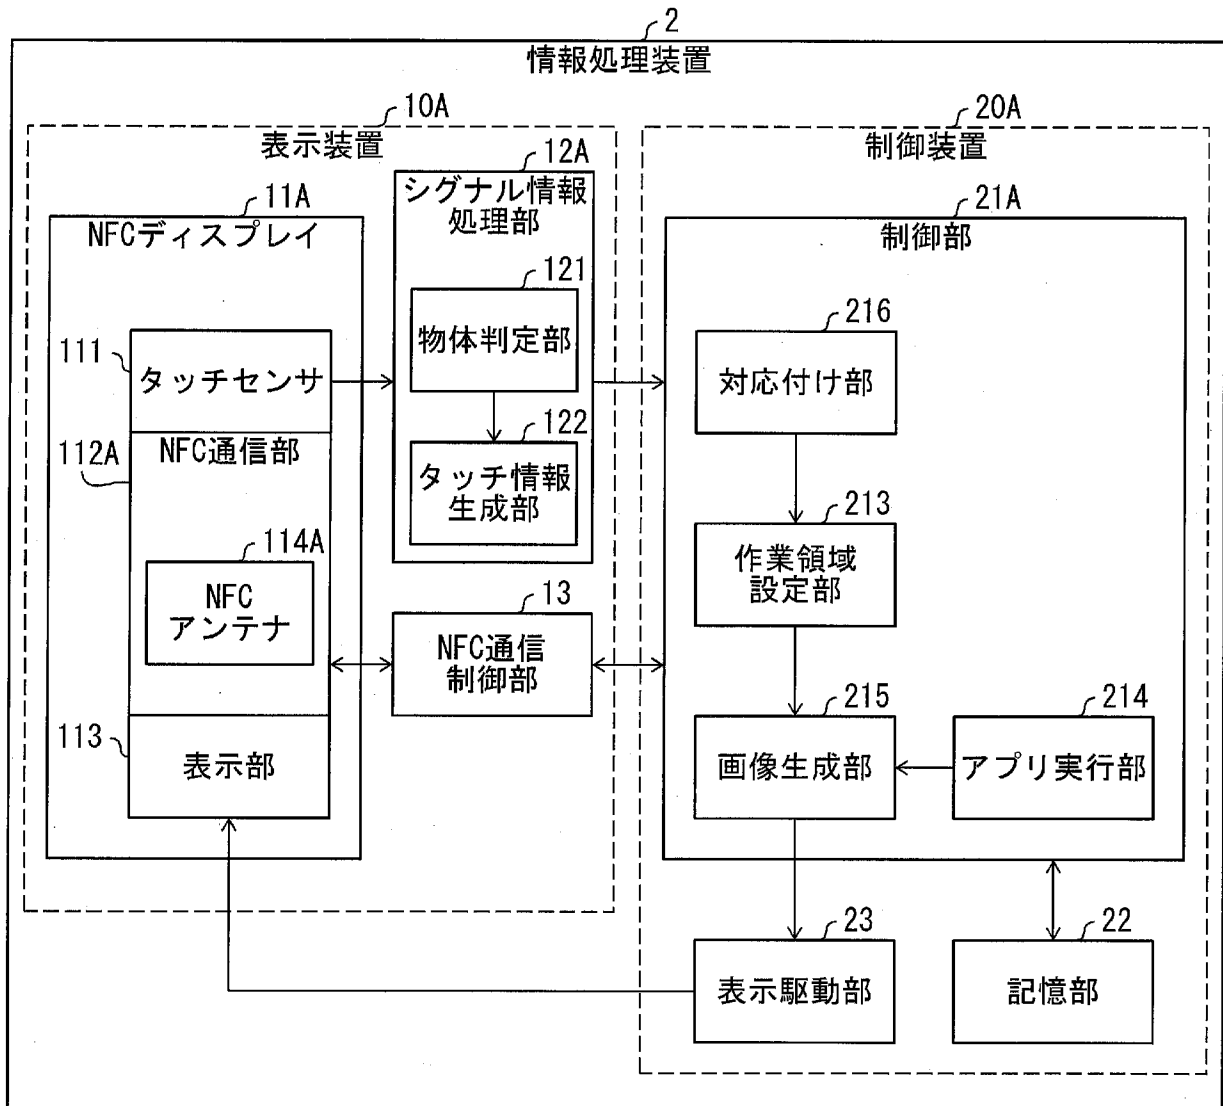 2
情報処理装置
10A
表示装置
20A
制御装置
12A
シグナル情報
処理部
11A
NFCディスプレイ
21A
制御部
121
物体判定部
216
対応付け部
111
タッチセンサ
122
タッチ情報
生成部
112A
NFC通信部
213
作業領域
設定部
114A
NFC
アンテナ
13
NFC通信
制御部
215
画像生成部
214
アプリ実行部
113
表示部
23
表示駆動部
22
記憶部